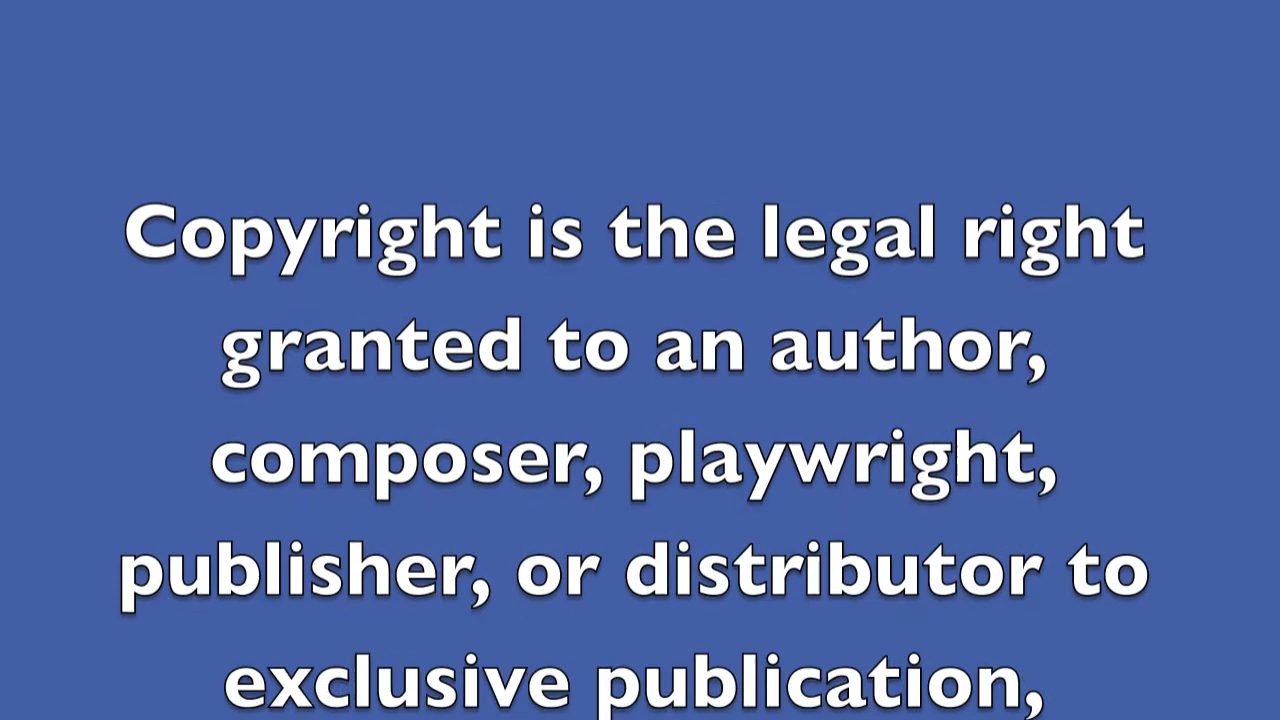 Copyright is the legal right
granted to an author,
composer, playwright,
publisher, or distributor to
exclusive publication,